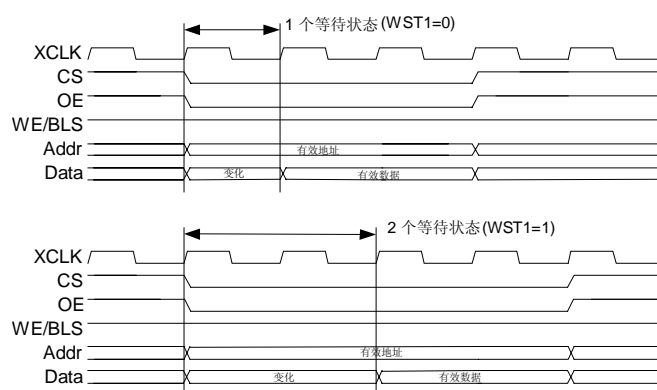 1 个等待状态(WST1=0)
XCLK
CS
OE
WE/BLS
Addr 有效地址
Data 变化 有效数据
2 个等待状态(WST1=1)
XCLK
CS
OE
WE/BLS
Addr 有效地址
Data 变化 有效数据